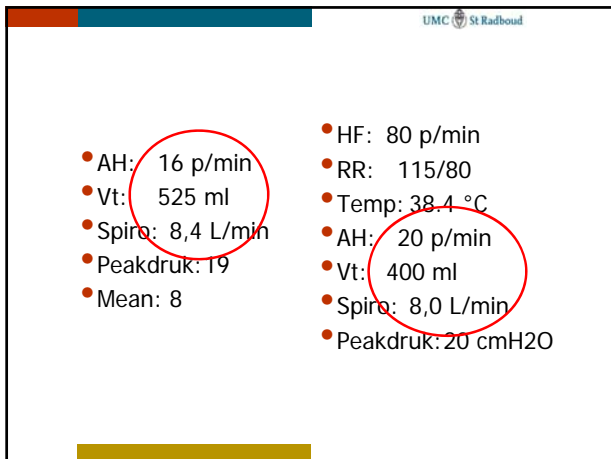 UMC St Radboud
• AH: 16 p/min
• Vt: 525 ml
• Spiro: 8,4 L/min
• Peakdruk: 19
• Mean: 8
• HF: 80 p/min
• RR: 115/80
• Temp: 38.4 °C
• AH: 20 p/min
• Vt: 400 ml
• Spiro: 8,0 L/min
• Peakdruk: 20 cmH2O